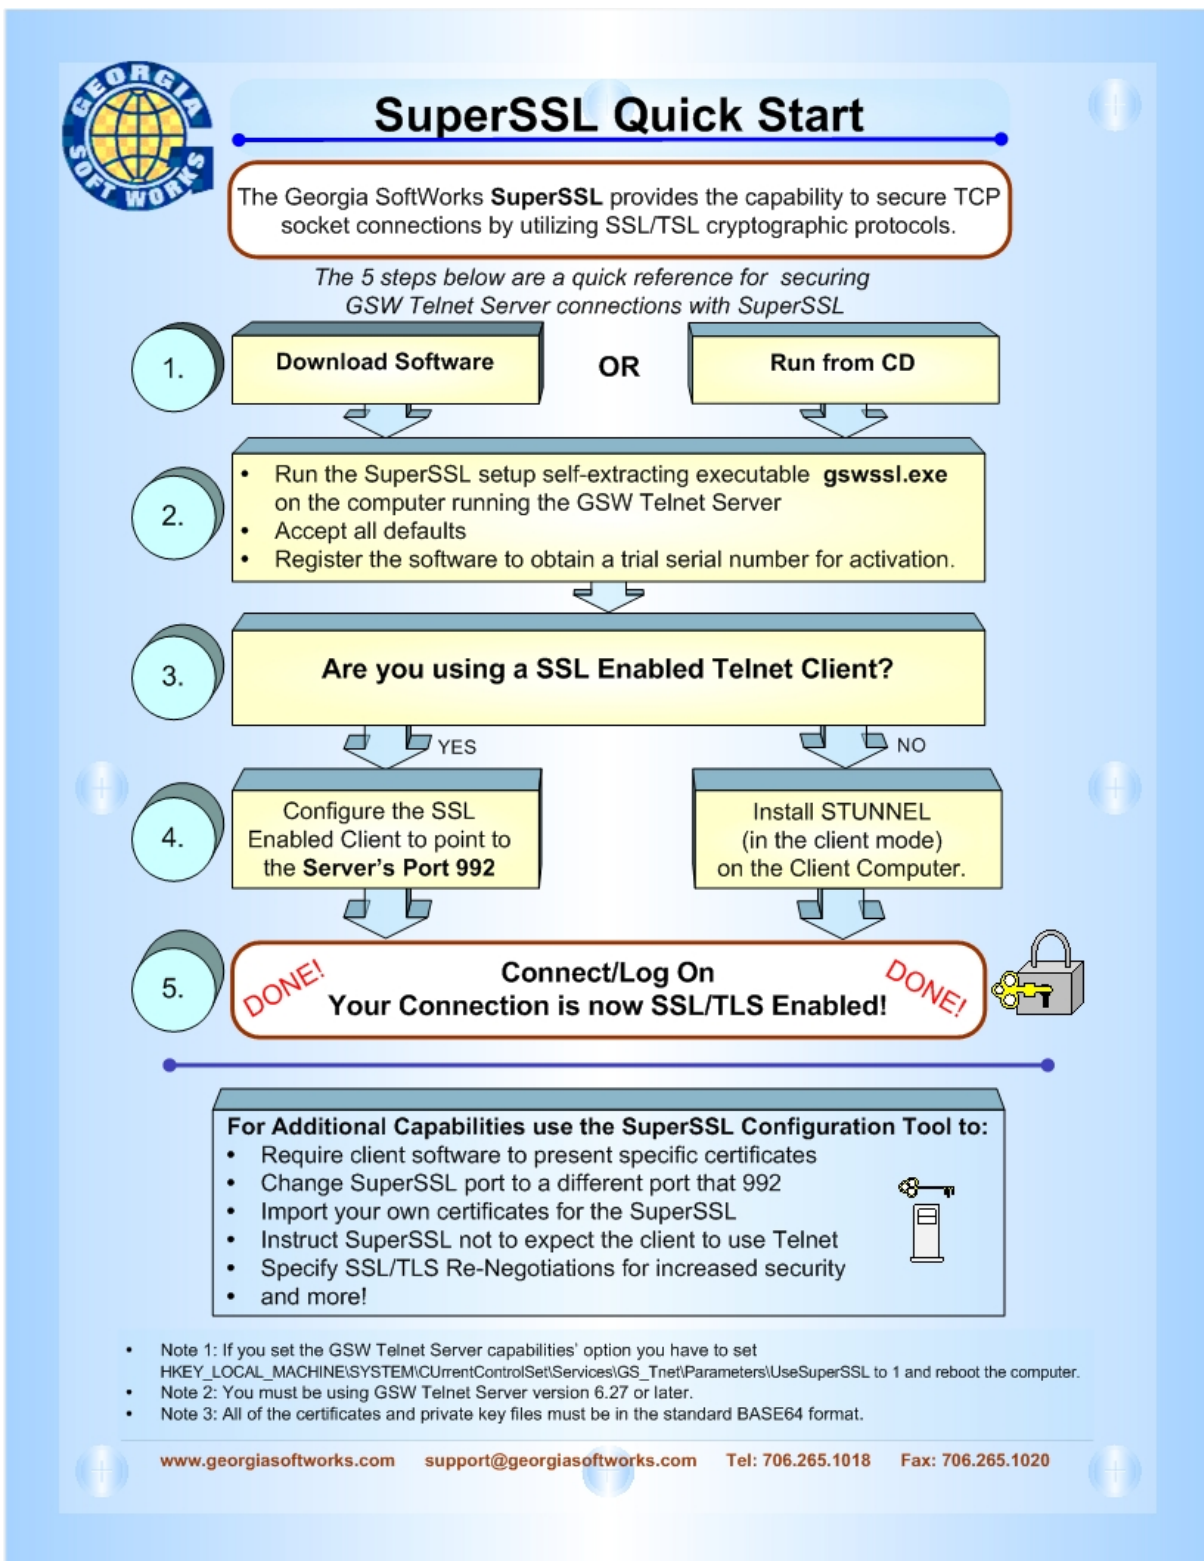 GEORGIA
SOFT WORKS
SuperSSL Quick Start
The Georgia SoftWorks SuperSSL provides the capability to secure TCP
socket connections by utilizing SSL/TSL cryptographic protocols.
The 5 steps below are a quick reference for securing
GSW Telnet Server connections with SuperSSL
1.
Download Software
OR
Run from CD
2.
• Run the SuperSSL setup self-extracting executable gswssl.exe
on the computer running the GSW Telnet Server
• Accept all defaults
• Register the software to obtain a trial serial number for activation.
3.
Are you using a SSL Enabled Telnet Client?
YES
NO
4.
Configure the SSL
Enabled Client to point to
the Server's Port 992
Install STUNNEL
(in the client mode)
on the Client Computer.
5.
DONE!
Connect/Log On
Your Connection is now SSL/TLS Enabled!
DONE!
For Additional Capabilities use the SuperSSL Configuration Tool to:
• Require client software to present specific certificates
• Change SuperSSL port to a different port that 992
• Import your own certificates for the SuperSSL
• Instruct SuperSSL not to expect the client to use Telnet
• Specify SSL/TLS Re-Negotiations for increased security
• and more!
• Note 1: If you set the GSW Telnet Server capabilities' option you have to set
HKEY_LOCAL_MACHINE\SYSTEM\CUrrentControlSet\Services\GS_Tnet\Parameters\UseSuperSSL to 1 and reboot the computer.
• Note 2: You must be using GSW Telnet Server version 6.27 or later.
• Note 3: All of the certificates and private key files must be in the standard BASE64 format.
www.georgiasoftworks.com support@georgiasoftworks.com Tel: 706.265.1018 Fax: 706.265.1020